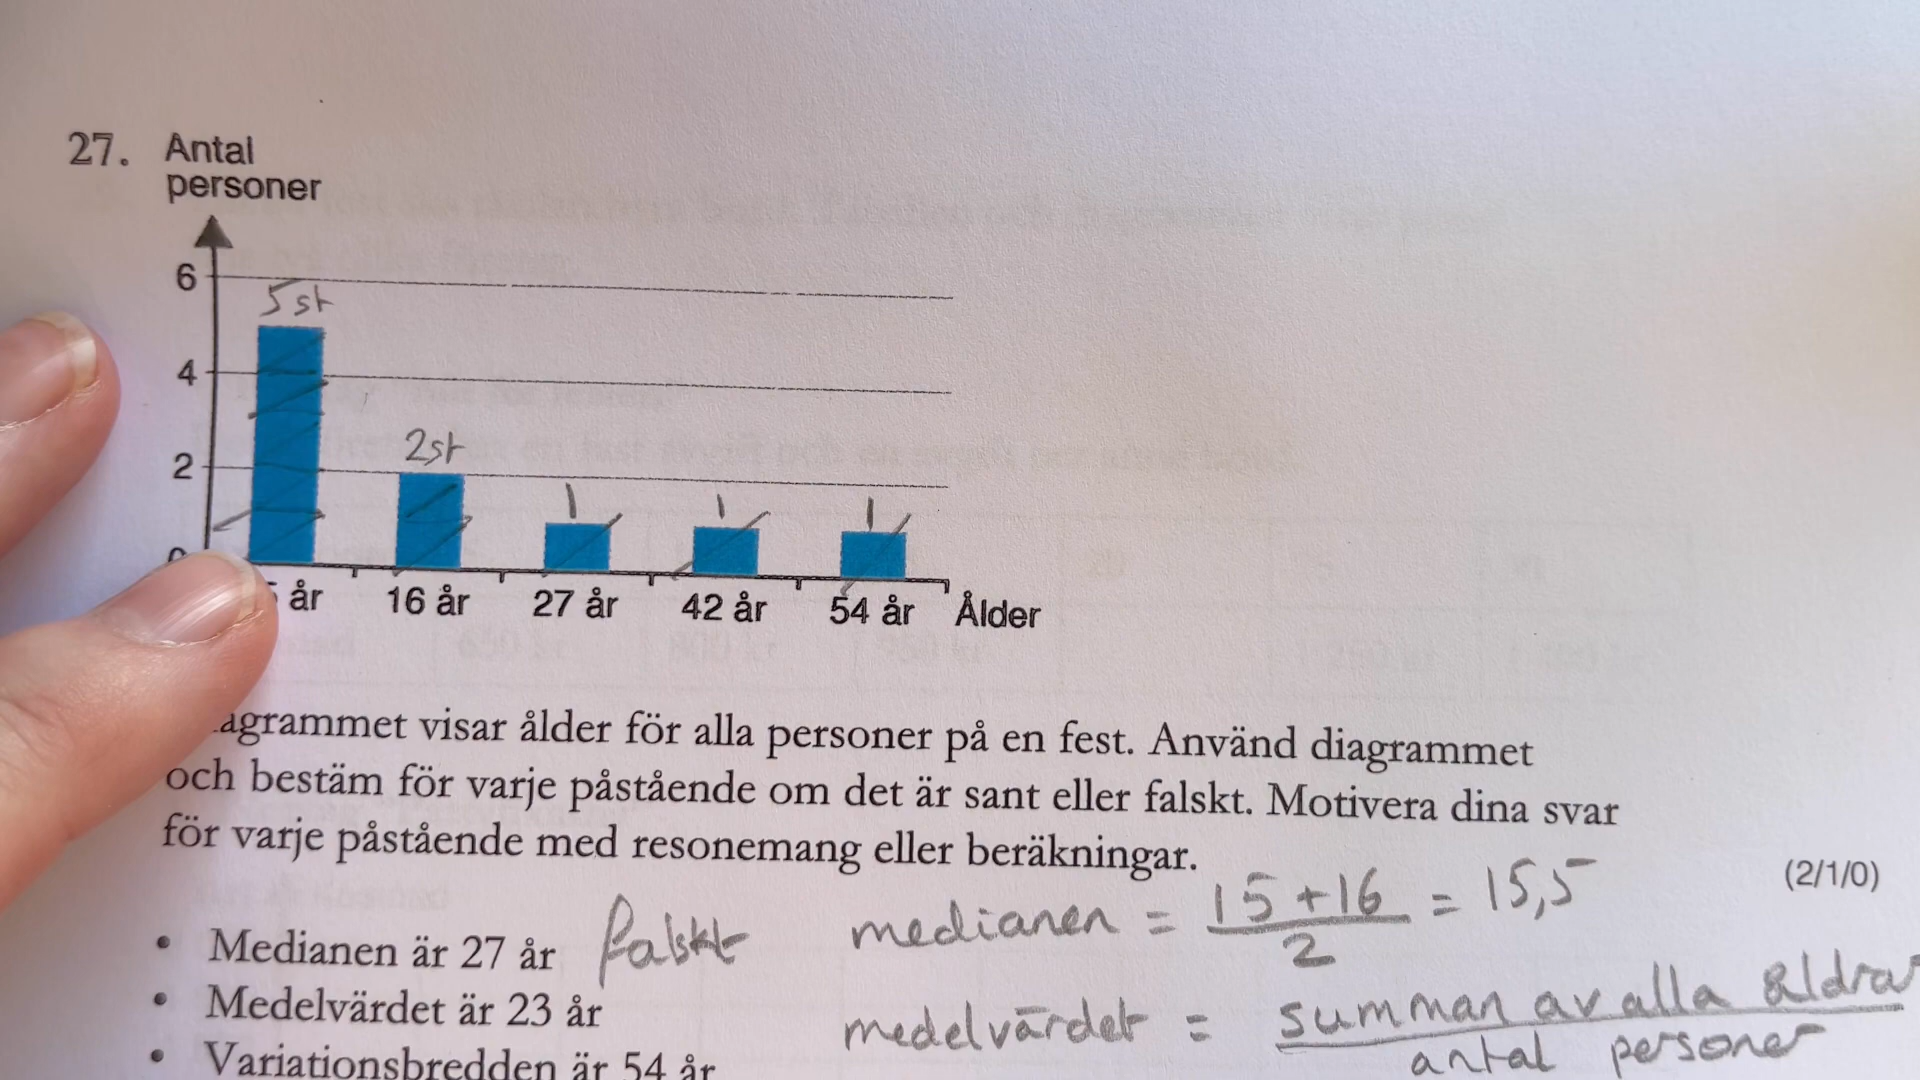 27. Antal
personer
6
5 st
4
2st
2
1 1 1
0
år 16 år 27 år 42 år 54 år Ålder
agrammet visar ålder för alla personer på en fest. Använd diagrammet
och bestäm för varje påstående om det är sant eller falskt. Motivera dina svar
för varje påstående med resonemang eller beräkningar.
(2/1/0)
• Medianen är 27 år falskt medianen = 15+16 / 2 = 15,5
• Medelvärdet är 23 år medelvärdet = summan av alla åldrar / antal personer
• Variationsbredden är 54 år